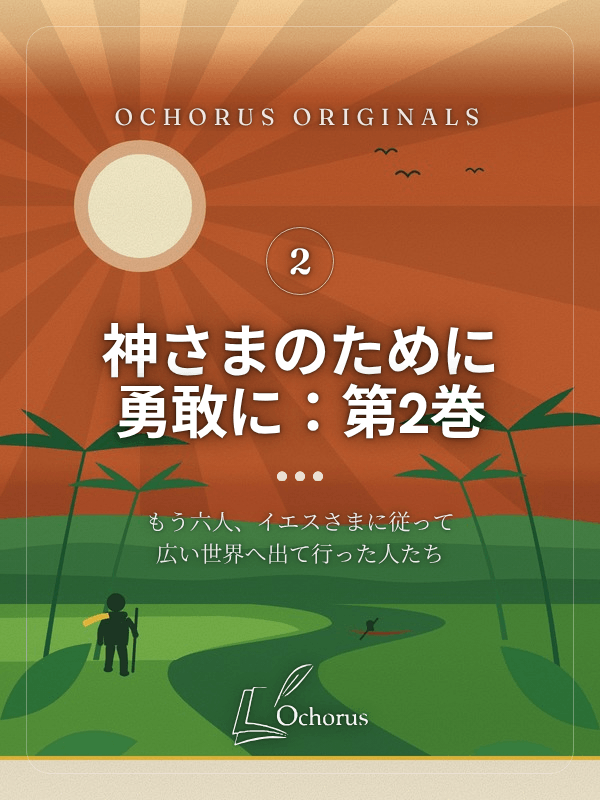 OCHORUS ORIGINALS
2
神さまのために
勇敢に：第2巻
もう六人、イエスさまに従って
広い世界へ出て行った人たち
Ochorus